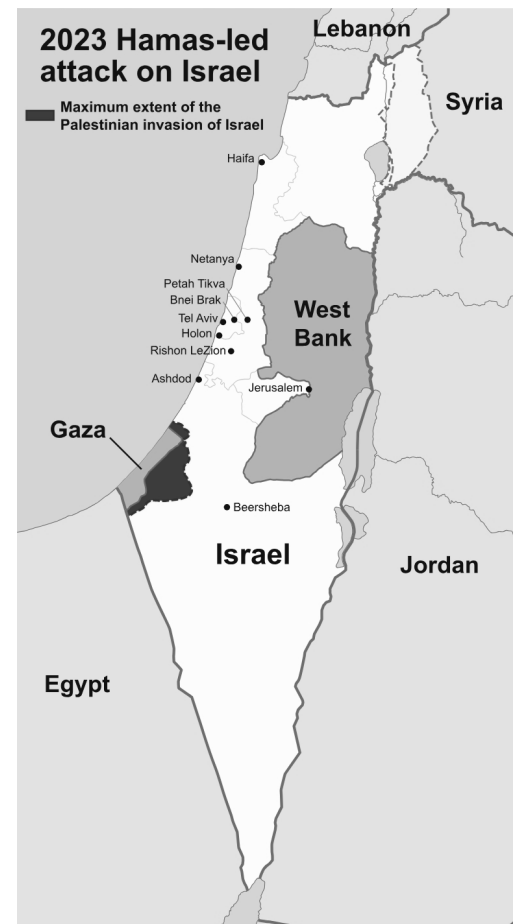 2023 Hamas-led
attack on Israel
Maximum extent of the
Palestinian invasion of Israel
Lebanon
Syria
Haifa
Netanya
Petah Tikva
Bnei Brak
Tel Aviv
Holon
Rishon LeZion
West
Bank
Ashdod
Jerusalem
Gaza
Beersheba
Israel
Jordan
Egypt